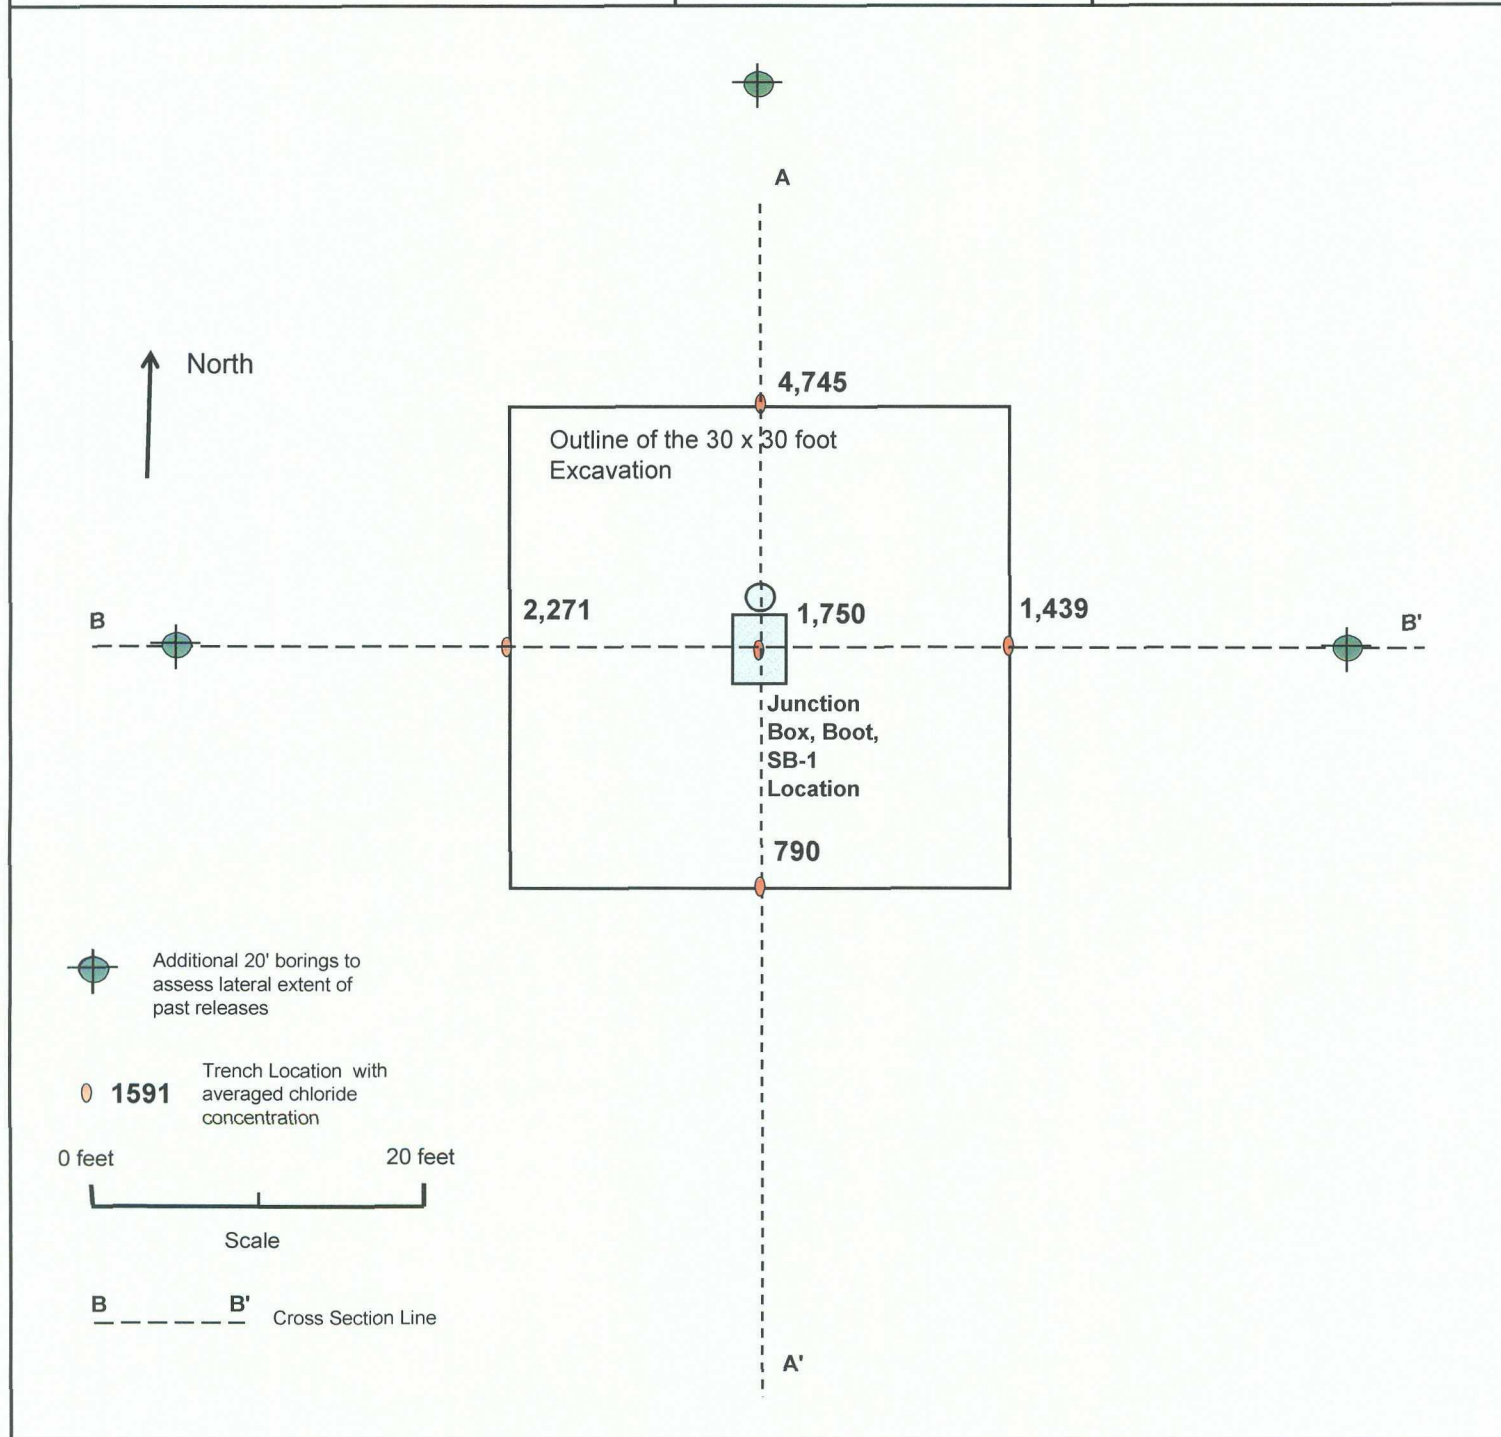 A
North
4,745
Outline of the 30 x 30 foot
Excavation
B
2,271
1,750
1,439
B'
Junction
Box, Boot,
SB-1
Location
790
Additional 20' borings to
assess lateral extent of
past releases
1591
Trench Location with
averaged chloride
concentration
0 feet
20 feet
Scale
B
B'
Cross Section Line
A'